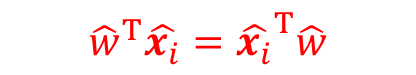 ŵᵀx̂ᵢ = x̂ᵢᵀŵ